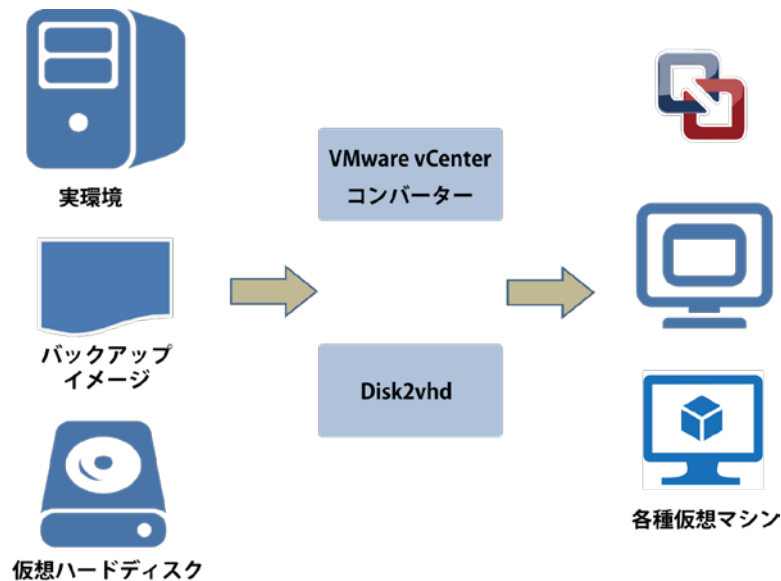 実環境
バックアップ
イメージ
仮想ハードディスク
VMware vCenter
コンバーター
Disk2vhd
各種仮想マシン